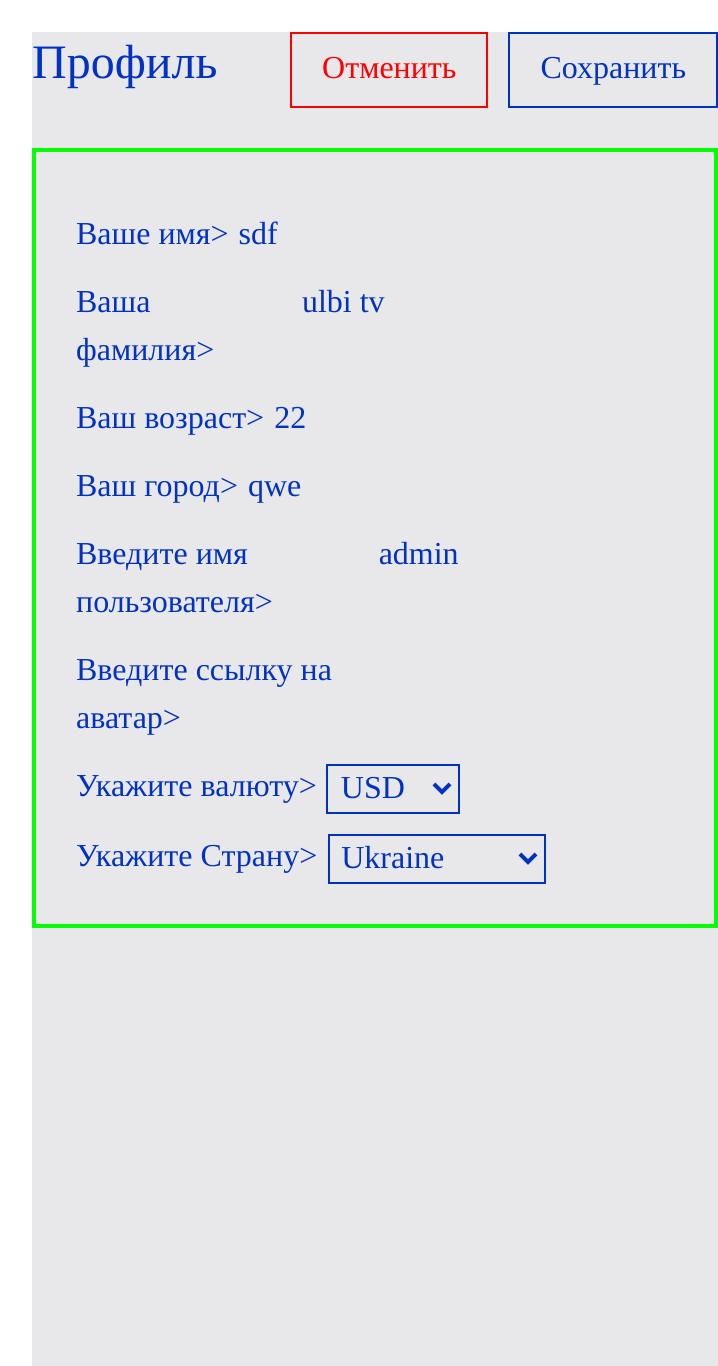 Профиль Отменить Сохранить
Ваше имя> sdf
Ваша ulbi tv
фамилия>
Ваш возраст> 22
Ваш город> qwe
Введите имя admin
пользователя>
Введите ссылку на
аватар>
Укажите валюту> USD
Укажите Страну> Ukraine